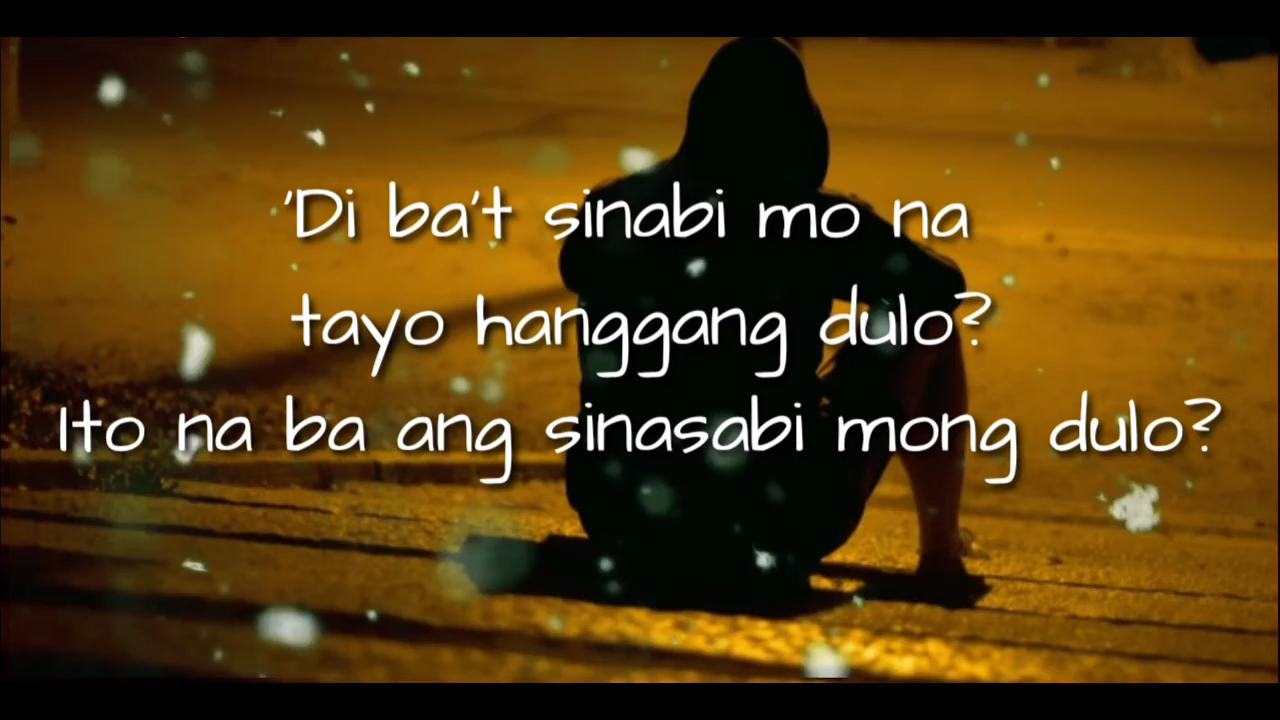 'Di ba't sinabi mo na
tayo hanggang dulo?
Ito na ba ang sinasabi mong dulo?